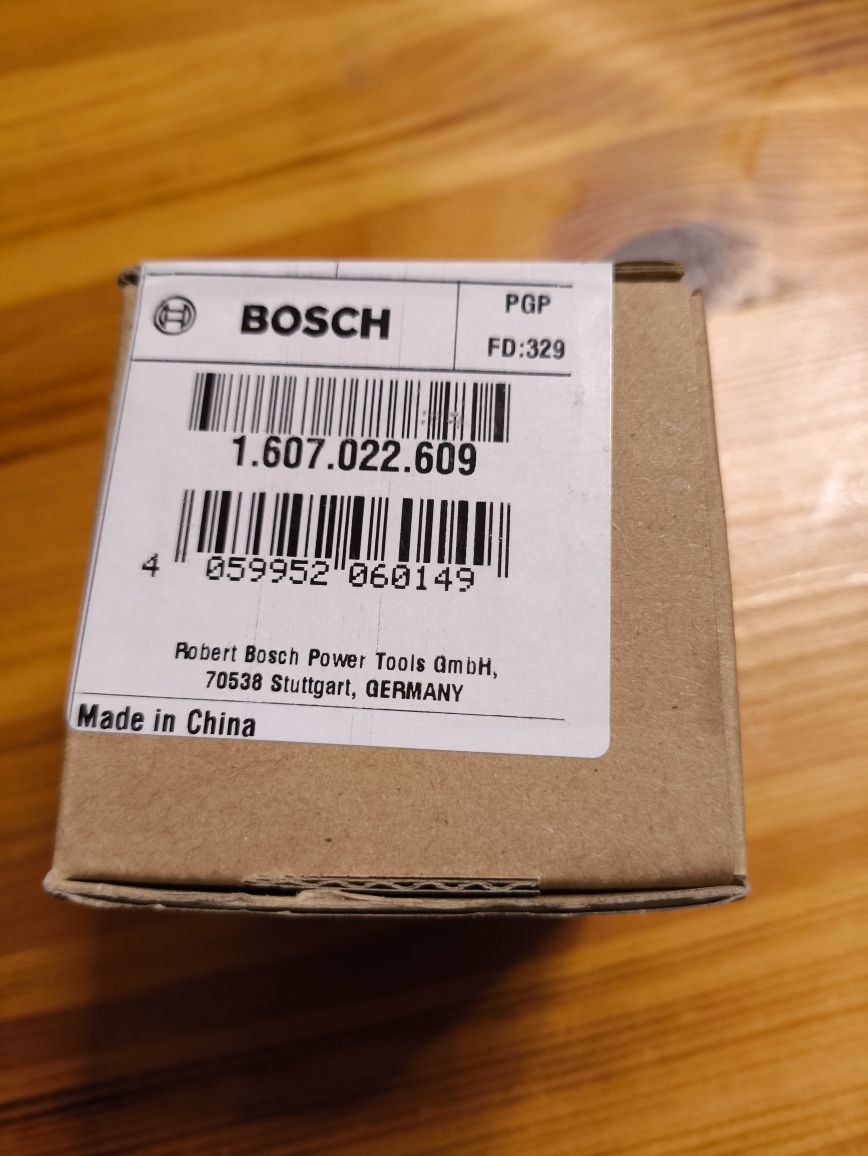 BOSCH
PGP
FD:329
1.607.022.609
4 059952 060149
Robert Bosch Power Tools GmbH,
70538 Stuttgart, GERMANY
Made in China